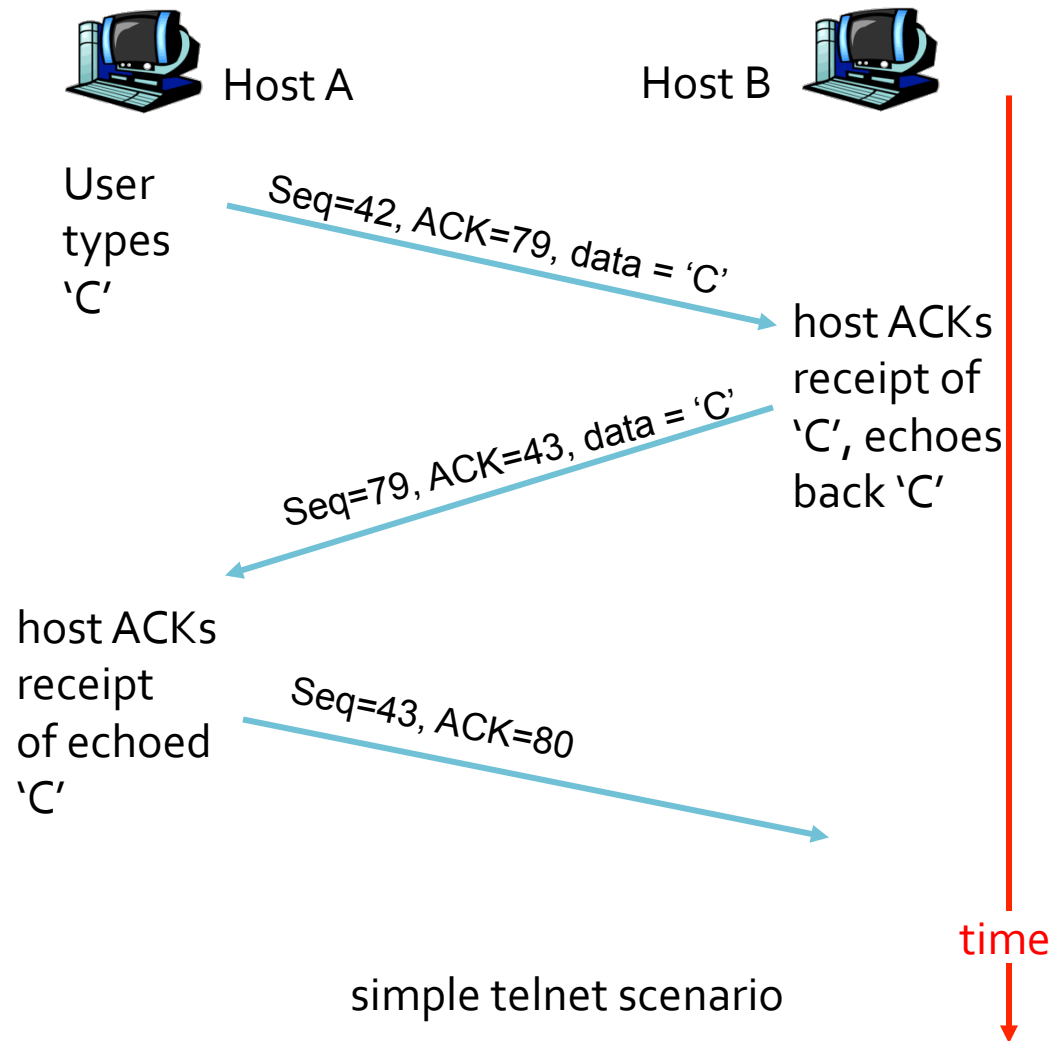 Host A
Host B
User
types
‘C’
Seq=42, ACK=79, data = ‘C’
host ACKs
receipt of
‘C’, echoes
back ‘C’
Seq=79, ACK=43, data = ‘C’
host ACKs
receipt
of echoed
‘C’
Seq=43, ACK=80
time
simple telnet scenario